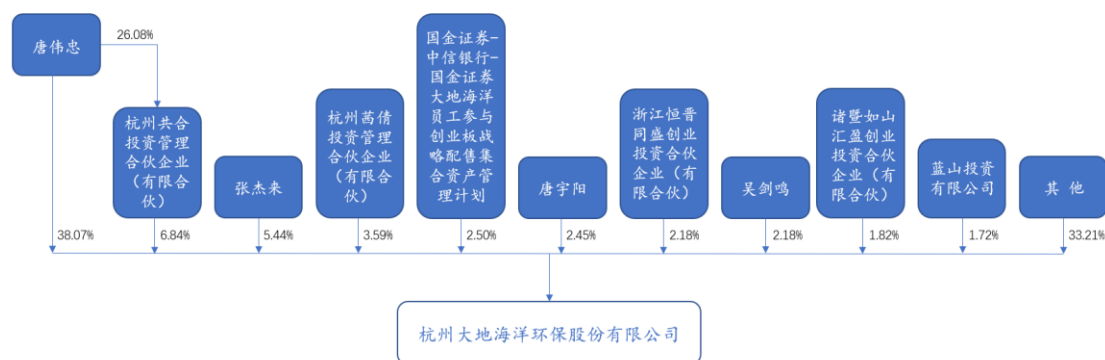 唐伟忠
26.08%
杭州共合
投资管理
合伙企业
（有限合
伙）
张杰来
杭州茜倩
投资管理
合伙企业
（有限合
伙）
国金证券-
中信银行-
国金证券
大地海洋
员工参与
创业板战
略配售集
合资产管
理计划
唐宇阳
浙江恒晋
同盛创业
投资合伙
企业（有
限合伙）
吴剑鸣
诸暨如山
汇盈创业
投资合伙
企业（有
限合伙）
蓝山投资
有限公司
其 他
38.07%
6.84%
5.44%
3.59%
2.50%
2.45%
2.18%
2.18%
1.82%
1.72%
33.21%
杭州大地海洋环保股份有限公司